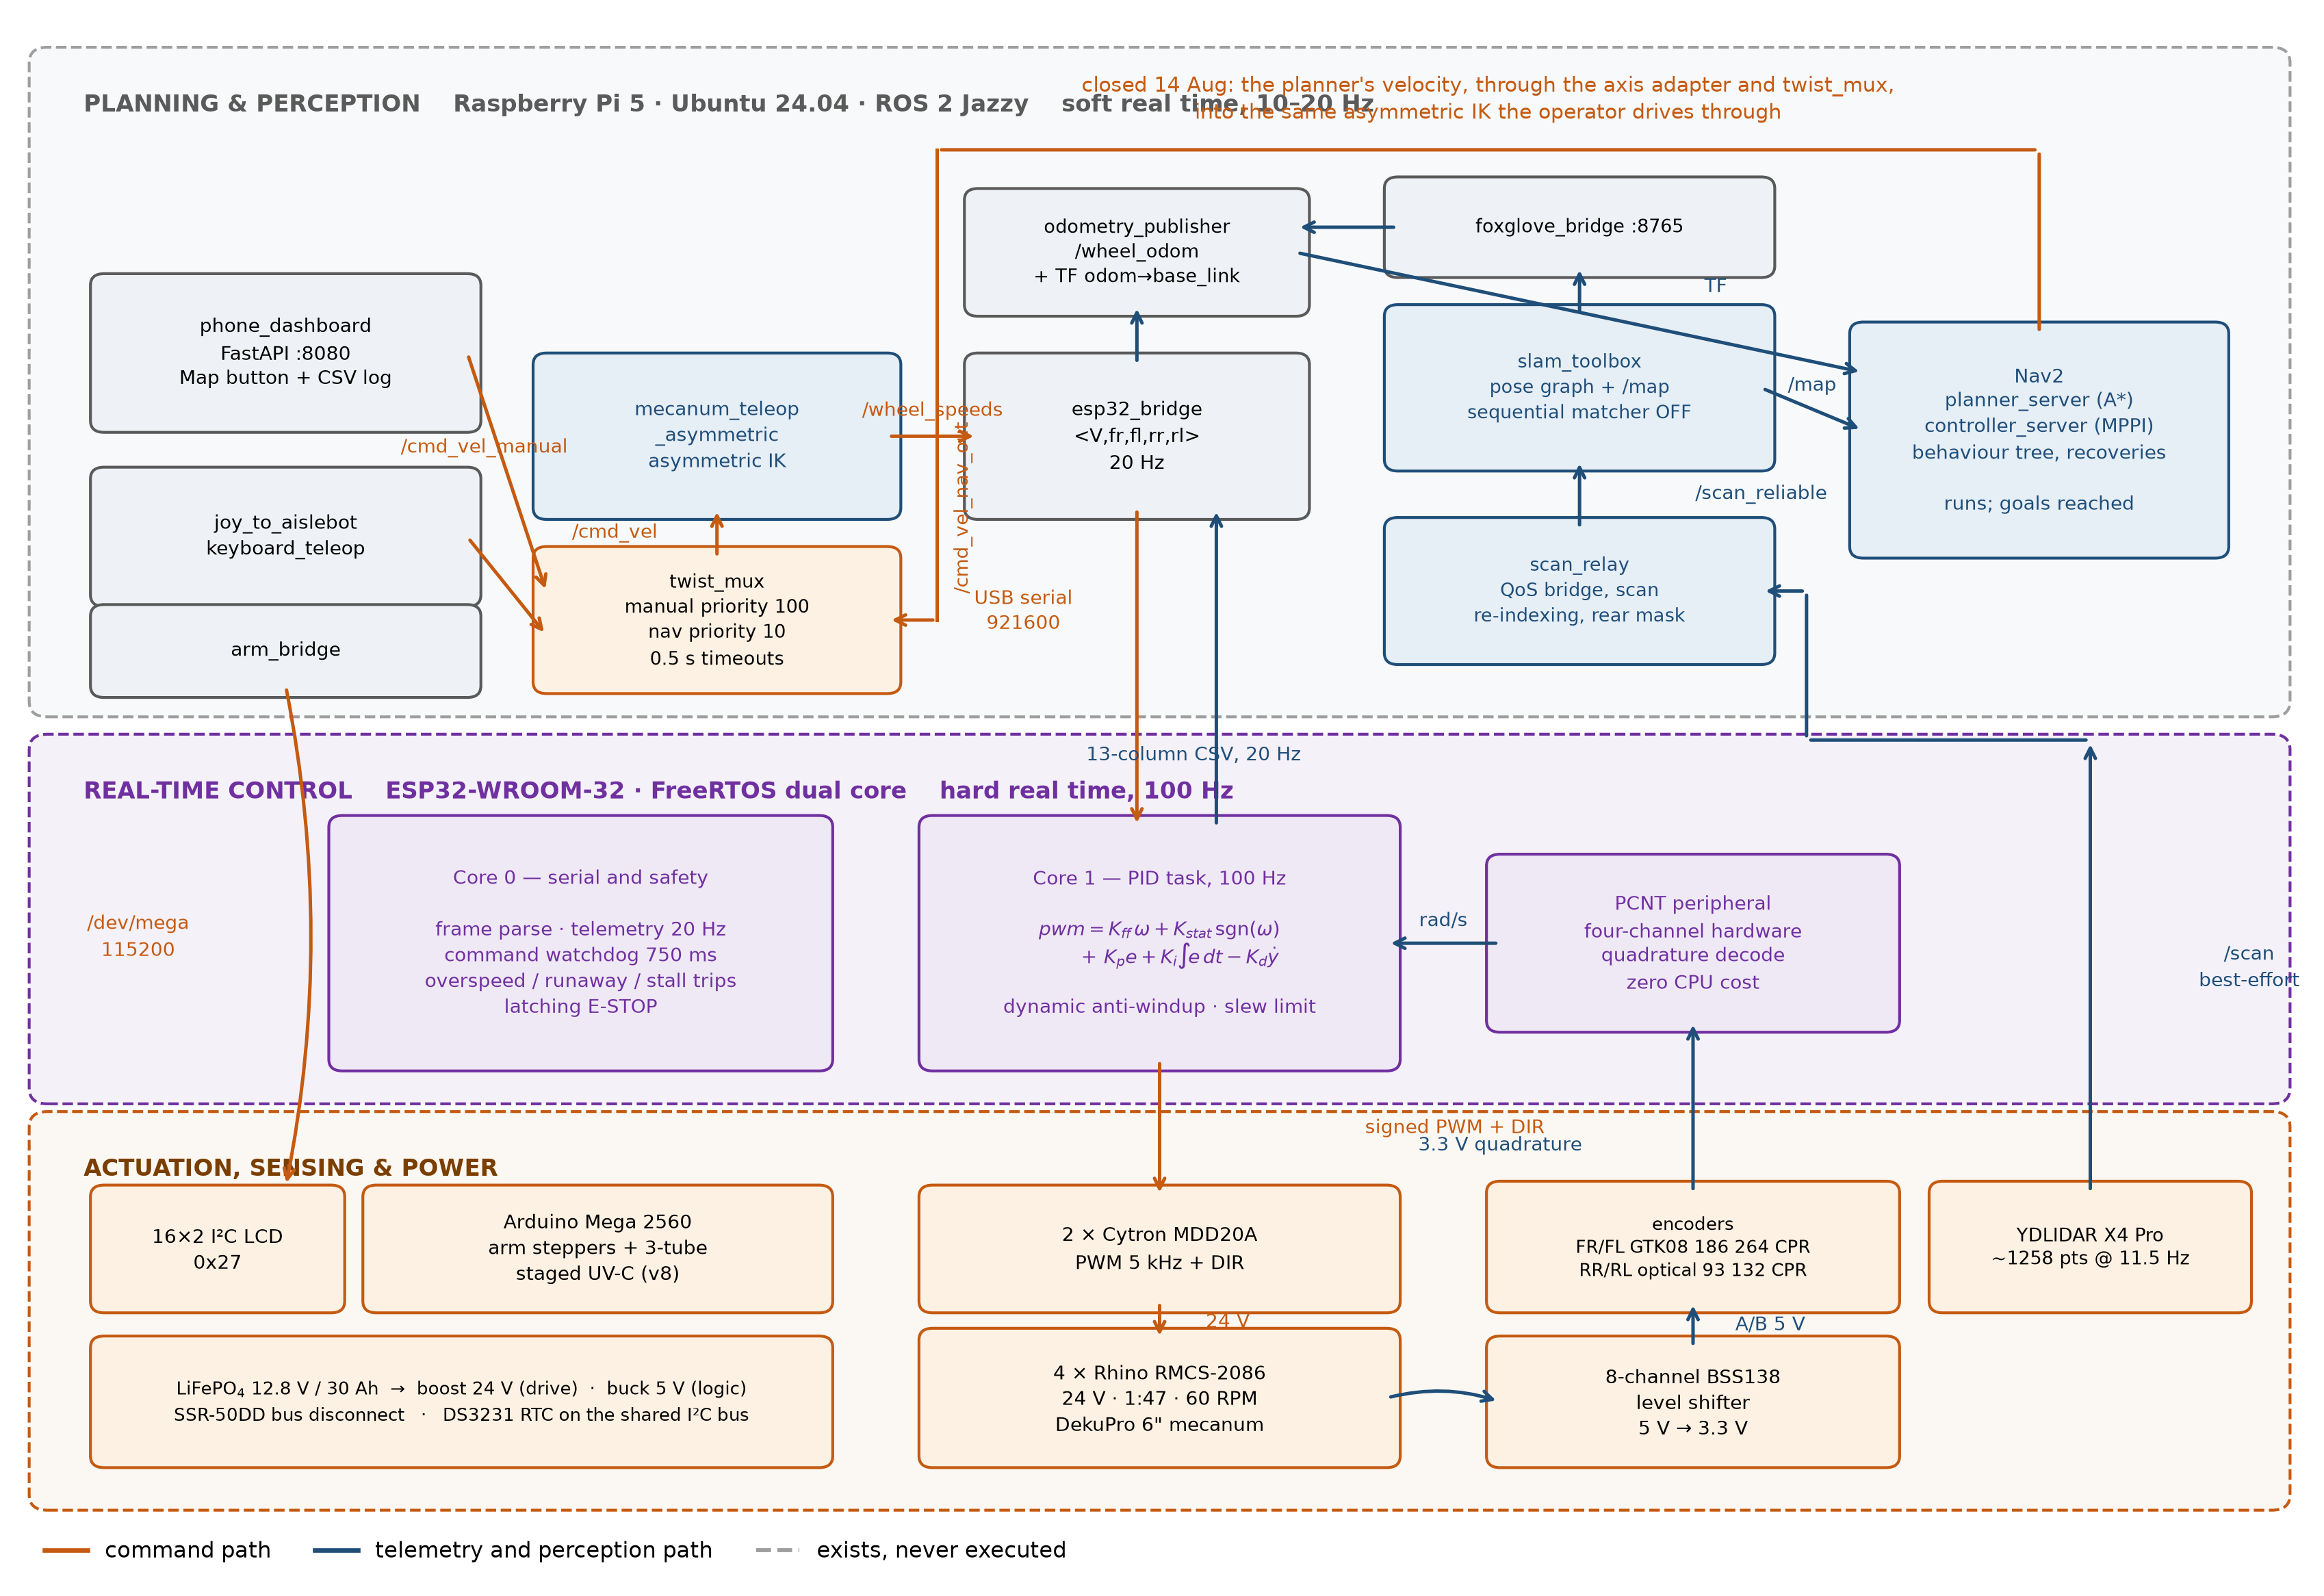 closed 14 Aug: the planner's velocity, through the axis adapter and twist_mux,
into the same asymmetric IK the operator drives through
PLANNING & PERCEPTION    Raspberry Pi 5 · Ubuntu 24.04 · ROS 2 Jazzy    soft real time, 10–20 Hz
odometry_publisher
/wheel_odom
+ TF odom→base_link
foxglove_bridge :8765
TF
phone_dashboard
FastAPI :8080
Map button + CSV log
/cmd_vel_manual
mecanum_teleop
_asymmetric
asymmetric IK
/wheel_speeds
esp32_bridge
<V,fr,fl,rr,rl>
20 Hz
slam_toolbox
pose graph + /map
sequential matcher OFF
/map
Nav2
planner_server (A*)
controller_server (MPPI)
behaviour tree, recoveries
runs; goals reached
/scan_reliable
joy_to_aislebot
keyboard_teleop
/cmd_vel
/cmd_vel_nav_out
twist_mux
manual priority 100
nav priority 10
0.5 s timeouts
USB serial
921600
scan_relay
QoS bridge, scan
re-indexing, rear mask
arm_bridge
13-column CSV, 20 Hz
REAL-TIME CONTROL    ESP32-WROOM-32 · FreeRTOS dual core    hard real time, 100 Hz
/dev/mega
115200
Core 0 — serial and safety
frame parse · telemetry 20 Hz
command watchdog 750 ms
overspeed / runaway / stall trips
latching E-STOP
Core 1 — PID task, 100 Hz
pwm = K_ff ω + K_stat sgn(ω)
+ K_p e + K_i ∫e dt − K_d ẏ
dynamic anti-windup · slew limit
rad/s
PCNT peripheral
four-channel hardware
quadrature decode
zero CPU cost
/scan
best-effort
signed PWM + DIR
3.3 V quadrature
ACTUATION, SENSING & POWER
16×2 I²C LCD
0x27
Arduino Mega 2560
arm steppers + 3-tube
staged UV-C (v8)
2 × Cytron MDD20A
PWM 5 kHz + DIR
encoders
FR/FL GTK08 186 264 CPR
RR/RL optical 93 132 CPR
YDLIDAR X4 Pro
~1258 pts @ 11.5 Hz
24 V
A/B 5 V
LiFePO₄ 12.8 V / 30 Ah  →  boost 24 V (drive)  ·  buck 5 V (logic)
SSR-50DD bus disconnect   ·   DS3231 RTC on the shared I²C bus
4 × Rhino RMCS-2086
24 V · 1:47 · 60 RPM
DekuPro 6" mecanum
8-channel BSS138
level shifter
5 V → 3.3 V
command path
telemetry and perception path
exists, never executed